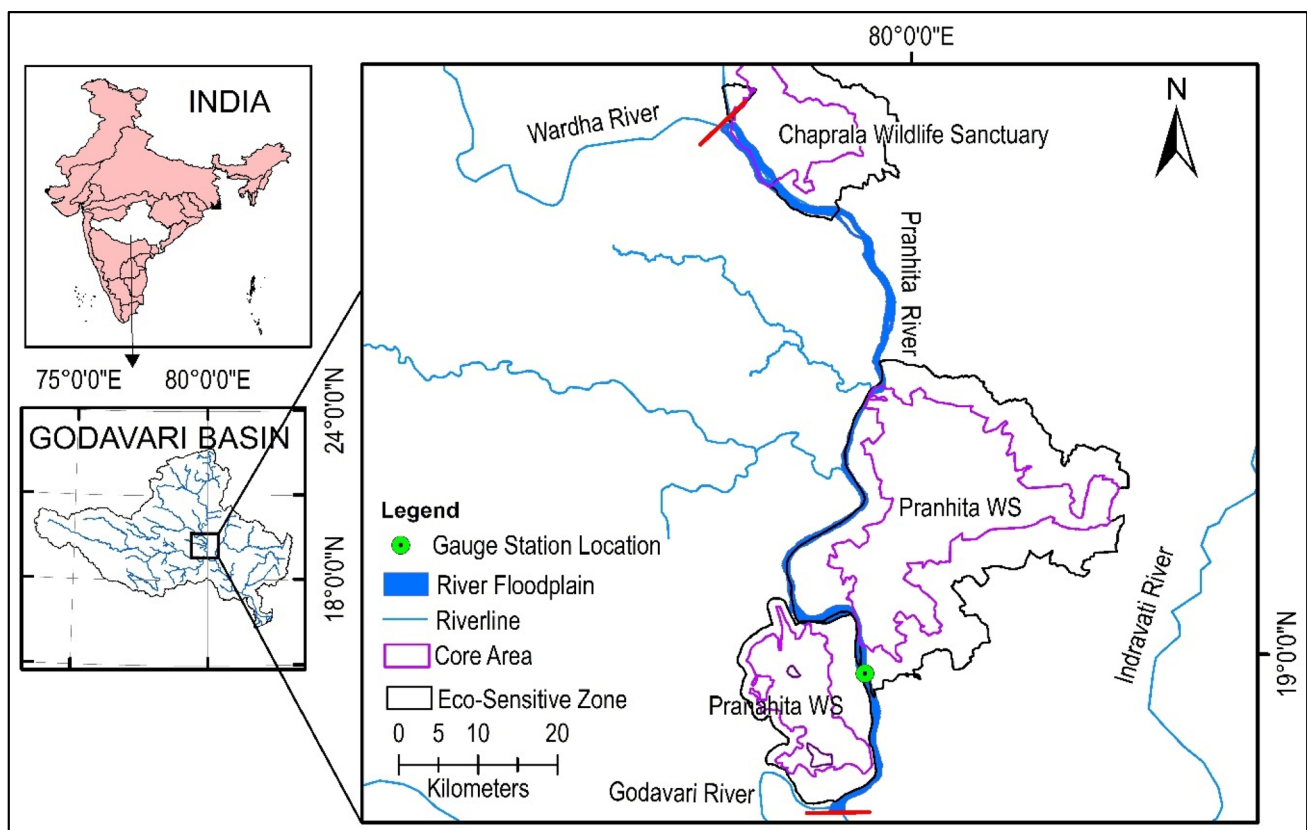 INDIA
75°0'0"E
80°0'0"E
GODAVARI BASIN
24°0'0"N
18°0'0"N
80°0'0"E
N
Wardha River
Chaprala Wildlife Sanctuary
Pranhita River
Pranhita WS
Indravati River
19°0'0"N
Pranahita WS
Godavari River
Legend
Gauge Station Location
River Floodplain
Riverline
Core Area
Eco-Sensitive Zone
0 5 10 20
Kilometers